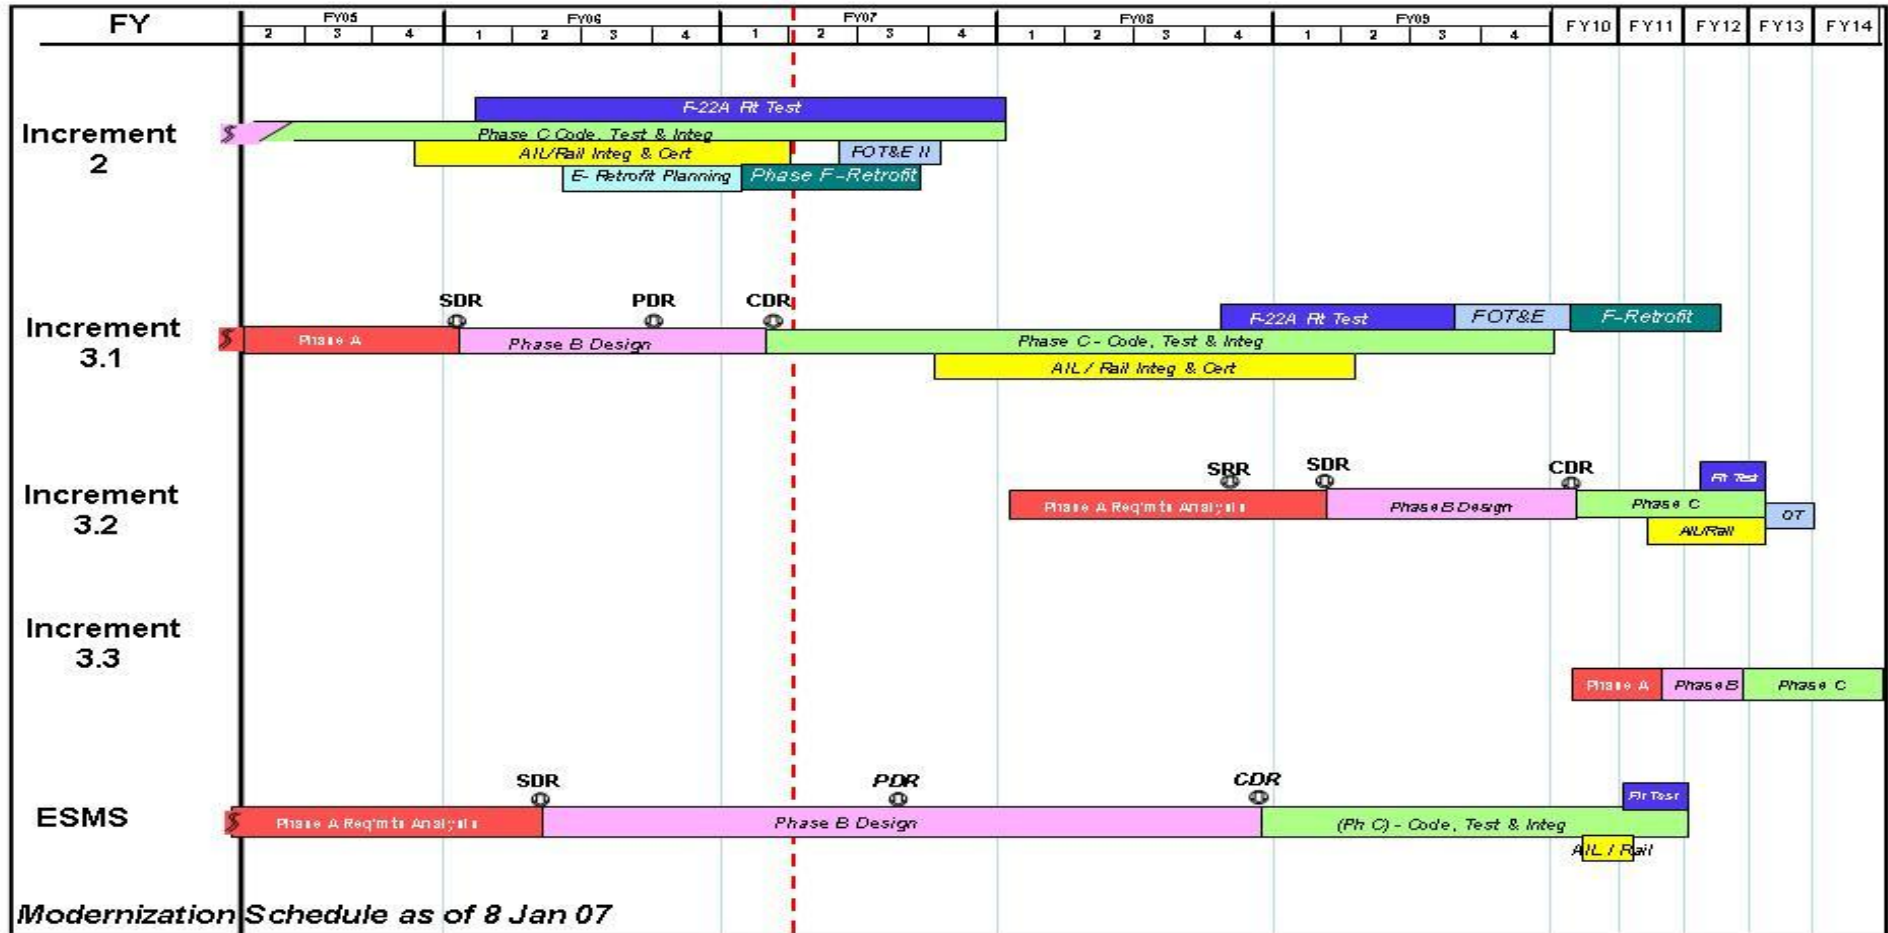 FY
FY05 FY06 FY07 FY08 FY09 FY10 FY11 FY12 FY13 FY14
2 3 4 1 2 3 4 1 2 3 4 1 2 3 4 1 2 3 4
Increment
2
F-22A Flt Test
Phase C Code, Test & Integ
AIL/Rail Integ & Cert
FOT&E II
E- Retrofit Planning
Phase F-Retrofit
Increment
3.1
SDR PDR CDR
Phase A
Phase B Design
Phase C - Code, Test & Integ
F-22A Flt Test
FOT&E
F-Retrofit
AIL / Rail Integ & Cert
Increment
3.2
SRR SDR CDR
Phase A Req'mts Analysis
Phase B Design
Phase C
Flt Test
AIL/Rail
OT
Increment
3.3
Phase A
Phase B
Phase C
ESMS
SDR PDR CDR
Phase A Req'mts Analysis
Phase B Design
(Ph C) - Code, Test & Integ
Flt Test
AIL / Rail
Modernization Schedule as of 8 Jan 07